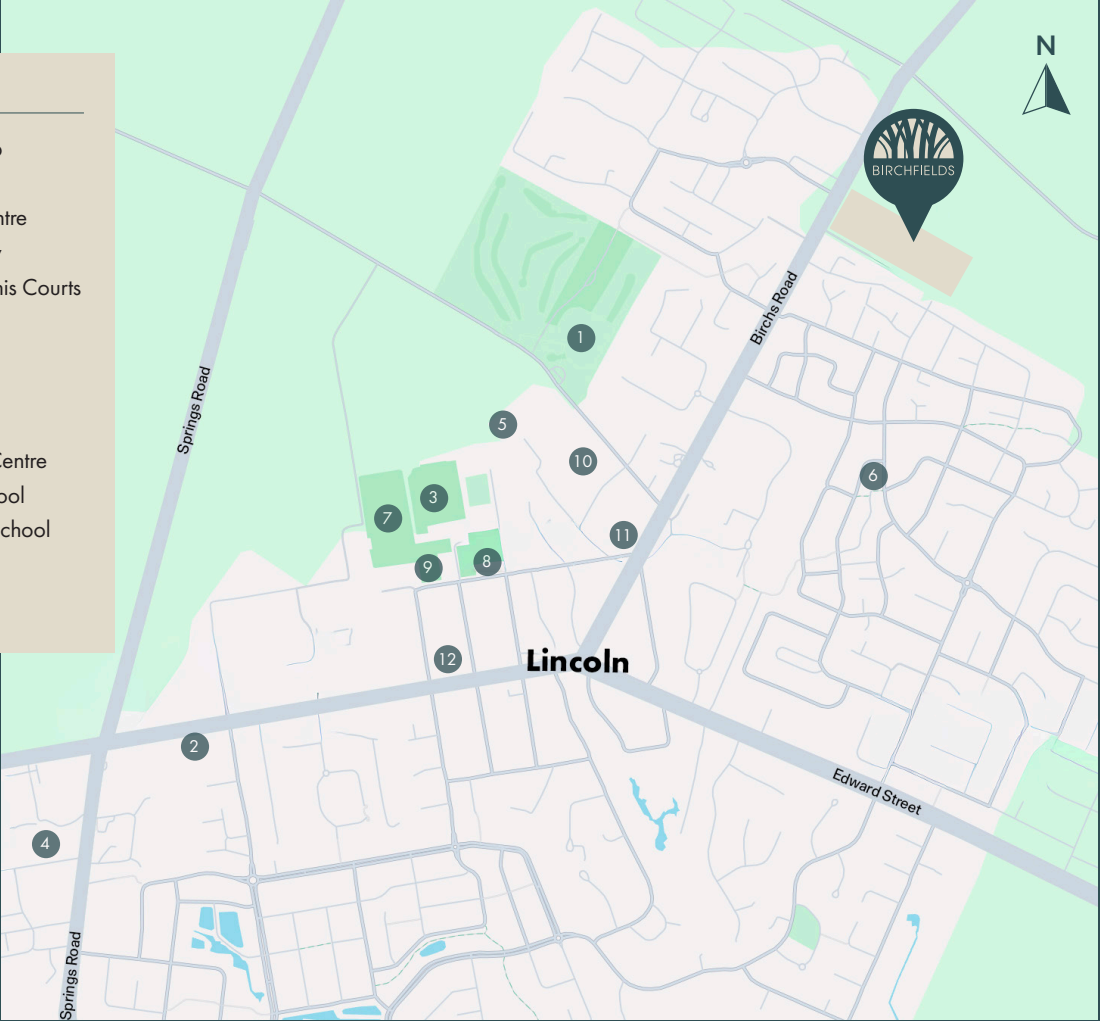 N
BIRCHFIELDS
ntre
nis Courts
Centre
ool
chool
Springs Road
Birchs Road
1
5
10
6
3
7
11
8
9
12
Lincoln
2
Edward Street
4
Springs Road